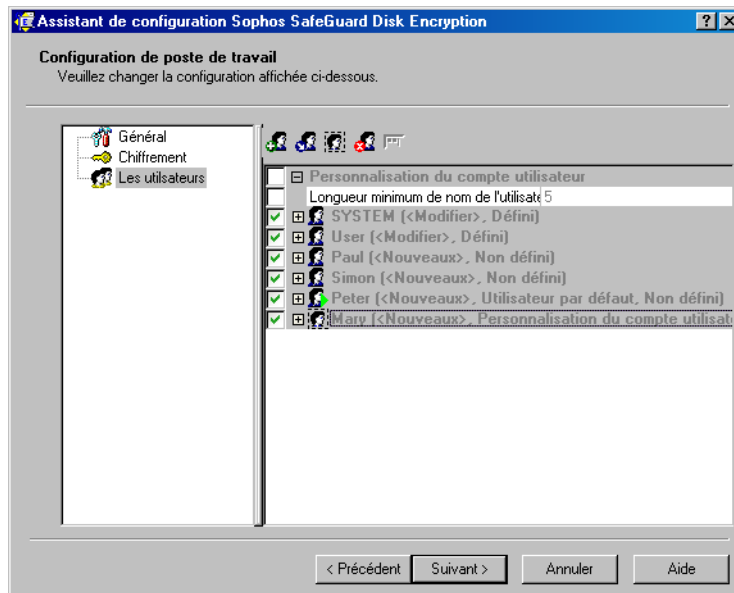 Assistant de configuration Sophos SafeGuard Disk Encryption
Configuration de poste de travail
Veuillez changer la configuration affichée ci-dessous.
Général
Chiffrement
Les utilsateurs
Personnalisation du compte utilisateur
Longueur minimum de nom de l'utilisate 5
SYSTEM (<Modifier>, Défini)
User (<Modifier>, Défini)
Paul (<Nouveaux>, Non défini)
Simon (<Nouveaux>, Non défini)
Peter (<Nouveaux>, Utilisateur par défaut, Non défini)
Mary (<Nouveaux>, Personnalisation du compte utilisate
< Précédent
Suivant >
Annuler
Aide